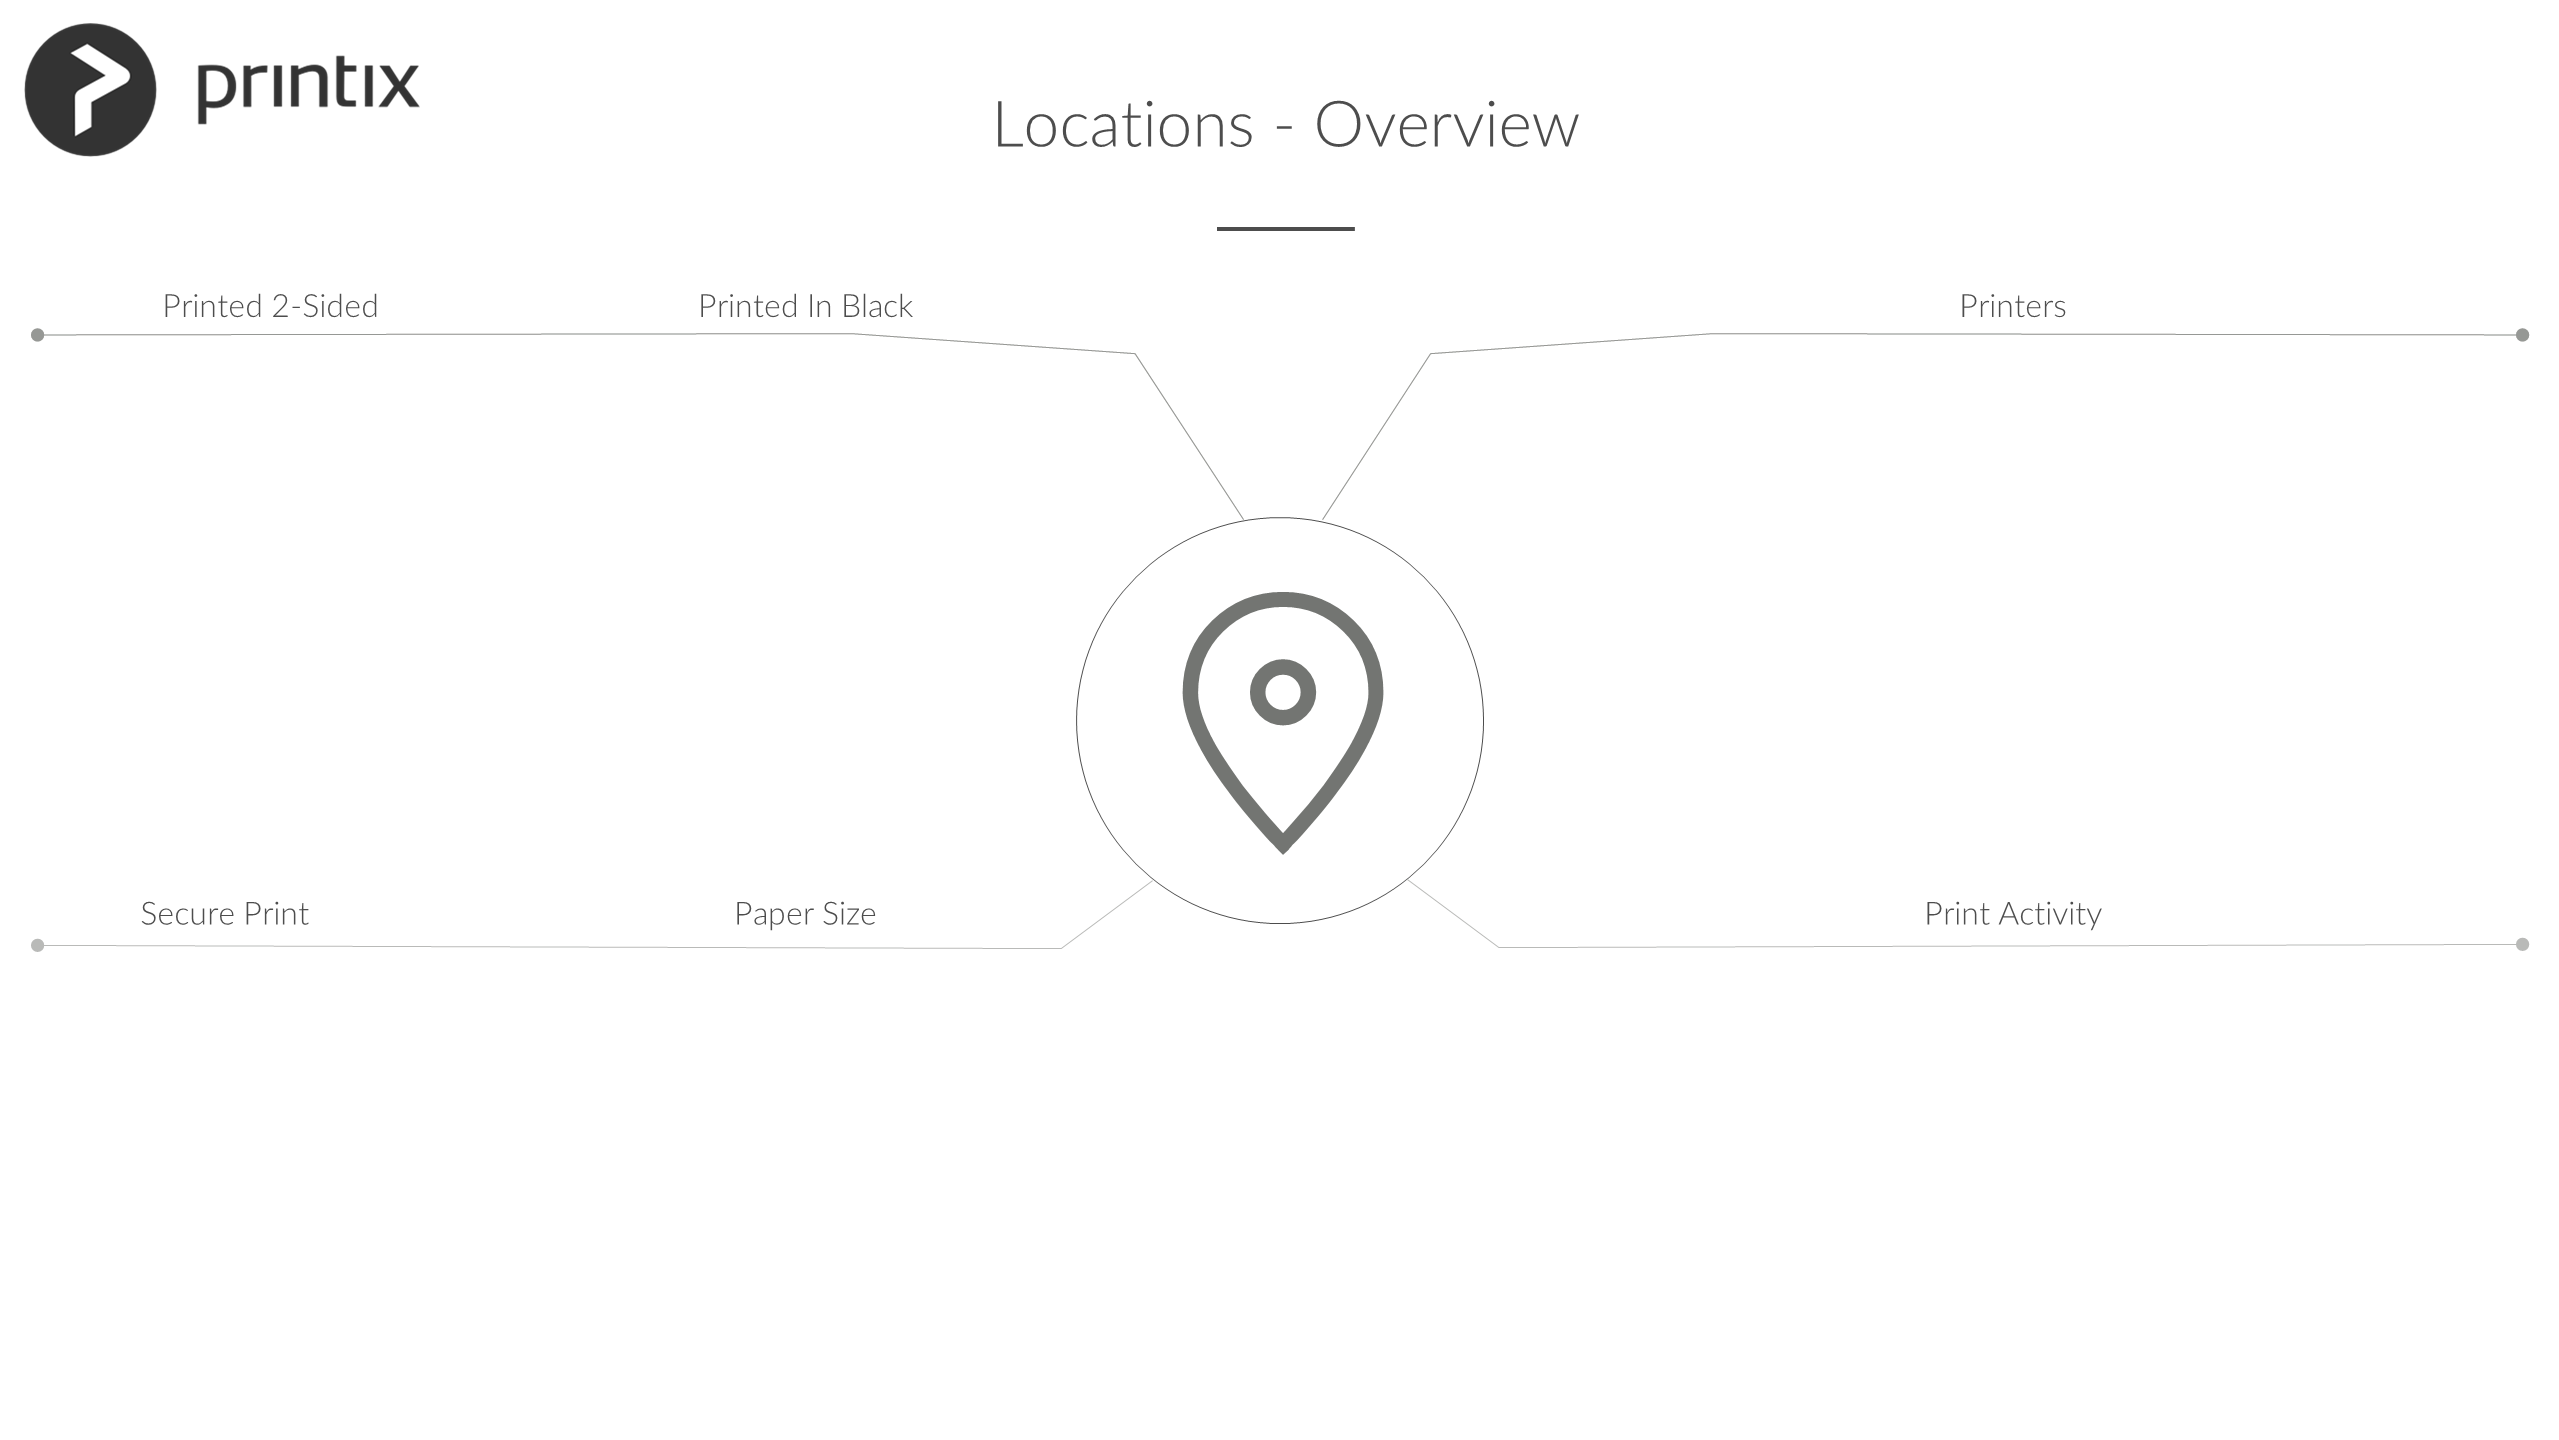 printix
Locations - Overview
Printed 2-Sided
Printed In Black
Printers
Secure Print
Paper Size
Print Activity